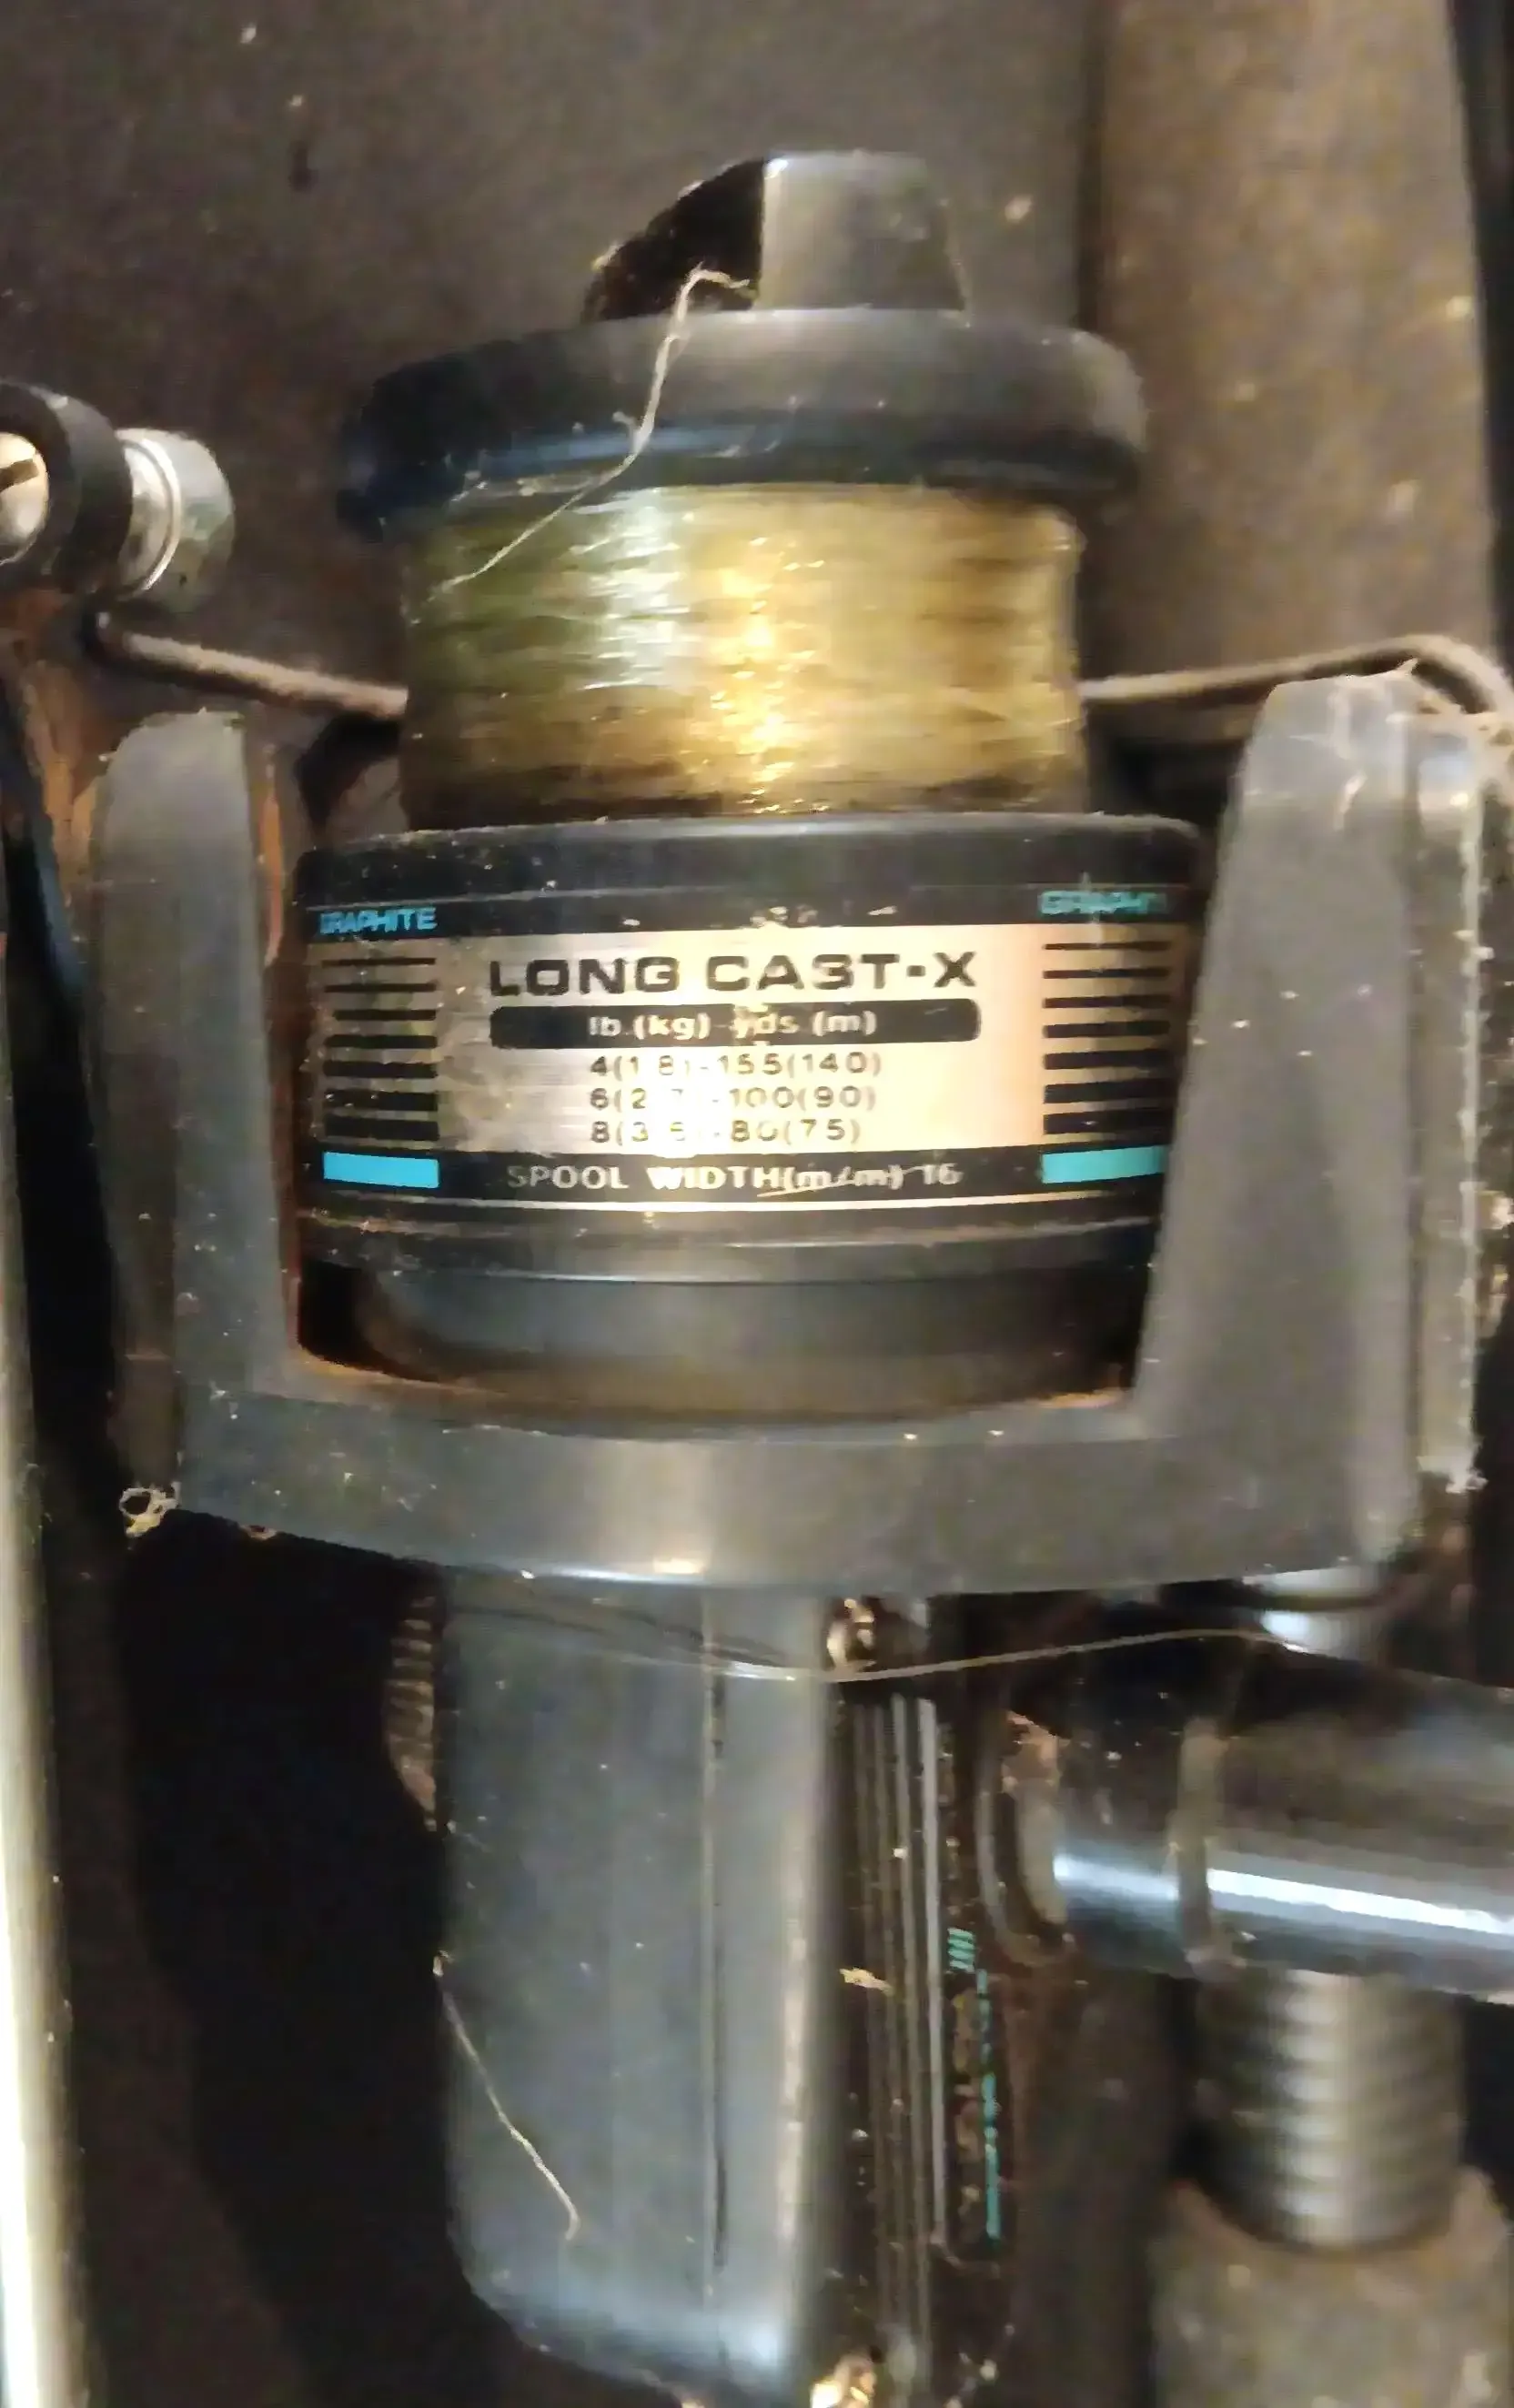 GRAPHITE GRAPHIT
LONG CAST-X
lb.(kg)-yds (m)
4(1.8)-155(140)
6(2.7)-100(90)
8(3.6)-80(75)
SPOOL WIDTH(m/m) 16